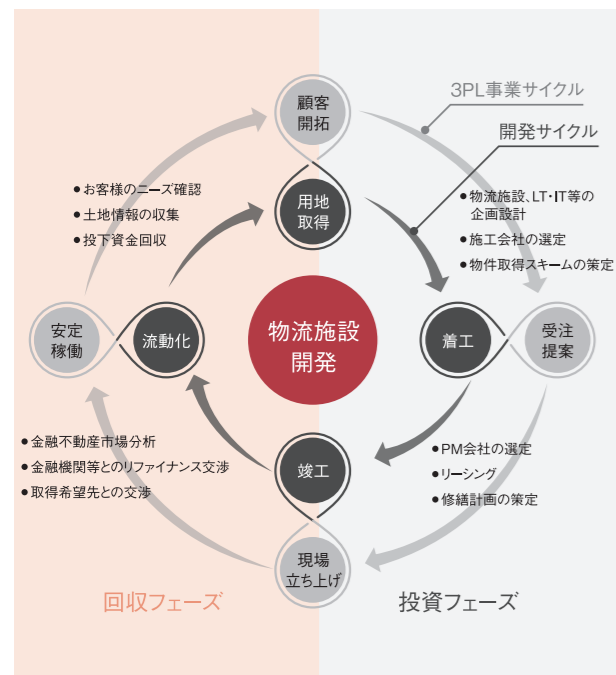 3PL事業サイクル
開発サイクル
顧客
開拓
用地
取得
●お客様のニーズ確認
●土地情報の収集
●投下資金回収
●物流施設、LT・IT等の
企画設計
●施工会社の選定
●物件取得スキームの策定
安定
稼働
流動化
物流施設
開発
着工
受注
提案
●金融不動産市場分析
●金融機関等とのリファイナンス交渉
●取得希望先との交渉
竣工
●PM会社の選定
●リーシング
●修繕計画の策定
現場
立ち上げ
回収フェーズ
投資フェーズ